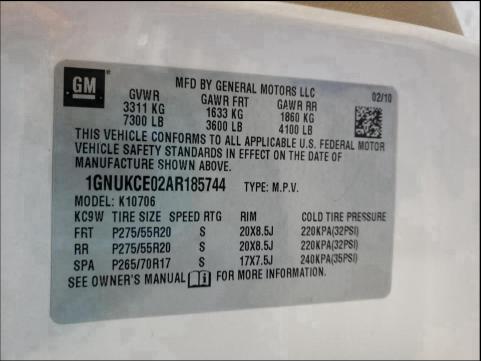 GM
MFD BY GENERAL MOTORS LLC
02/10
GVWR GAWR FRT GAWR RR
3311 KG 1633 KG 1860 KG
7300 LB 3600 LB 4100 LB
THIS VEHICLE CONFORMS TO ALL APPLICABLE U.S. FEDERAL MOTOR
VEHICLE SAFETY STANDARDS IN EFFECT ON THE DATE OF
MANUFACTURE SHOWN ABOVE.
1GNUKCE02AR185744 TYPE: M.P.V.
MODEL: K10706
KC9W TIRE SIZE SPEED RTG RIM COLD TIRE PRESSURE
FRT P275/55R20 S 20X8.5J 220KPA(32PSI)
RR P275/55R20 S 20X8.5J 220KPA(32PSI)
SPA P265/70R17 S 17X7.5J 240KPA(35PSI)
SEE OWNER'S MANUAL FOR MORE INFORMATION.